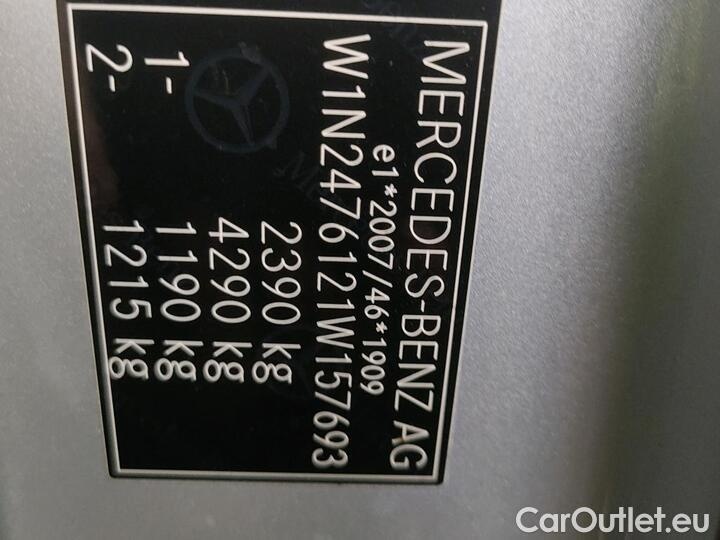 MERCEDES-BENZ AG
e1*2007/46*1909
W1N2476121W157693
2390 kg
4290 kg
1- 1190 kg
2- 1215 kg
CarOutlet.eu